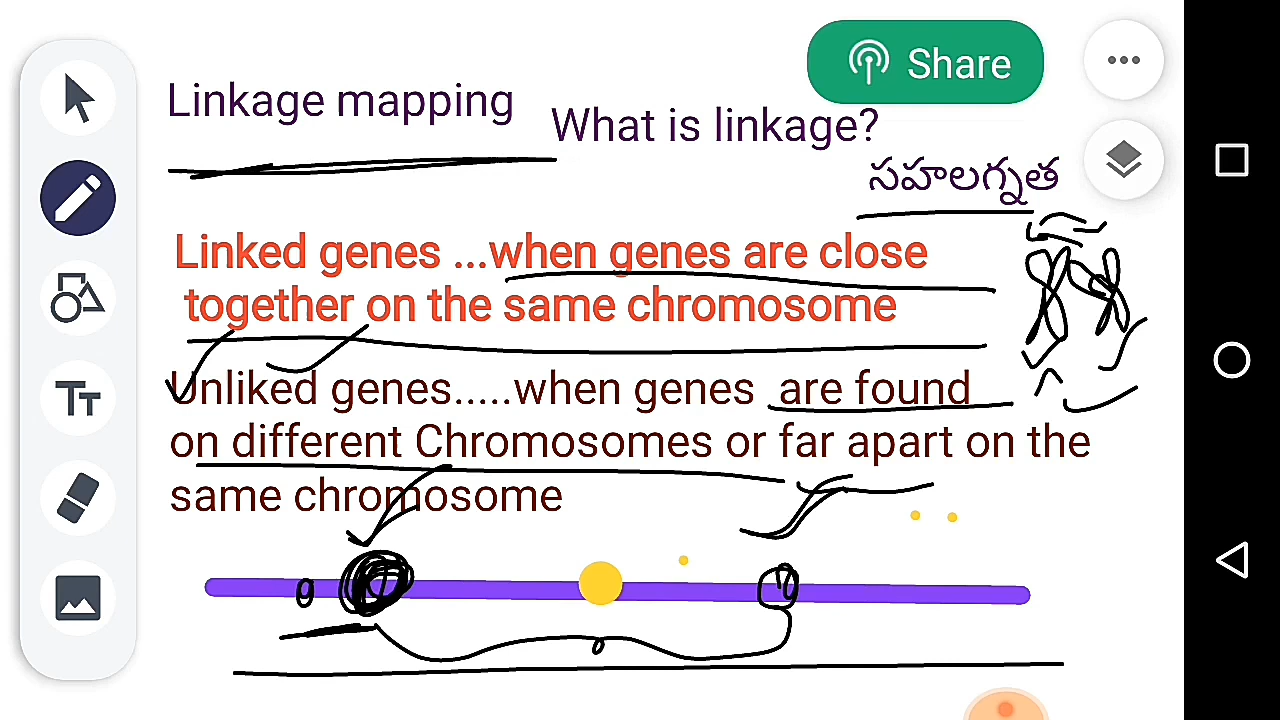 Share
Linkage mapping
What is linkage?
సహలగ్నత
Linked genes ...when genes are close
together on the same chromosome
Unliked genes.....when genes are found
on different Chromosomes or far apart on the
same chromosome